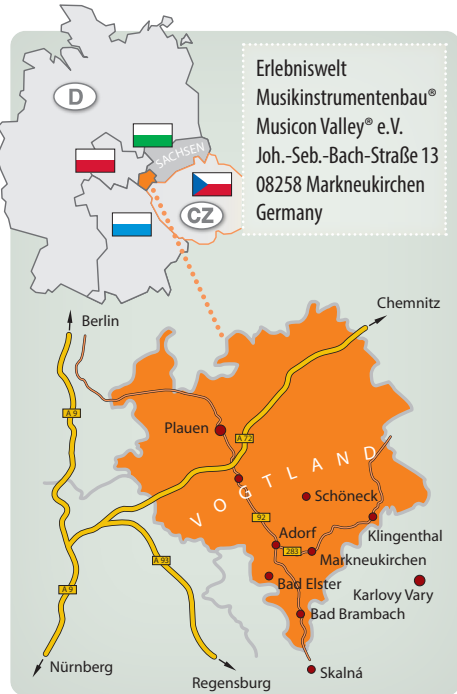 D
SACHSEN
CZ
Erlebniswelt
Musikinstrumentenbau®
Musicon Valley® e.V.
Joh.-Seb.-Bach-Straße 13
08258 Markneukirchen
Germany
Chemnitz
Berlin
A 9
Plauen
A 72
VOGTLAND
Schöneck
92
Adorf
Klingenthal
283
Markneukirchen
A 93
Bad Elster
A 9
Karlovy Vary
Bad Brambach
Nürnberg
Regensburg
Skalná